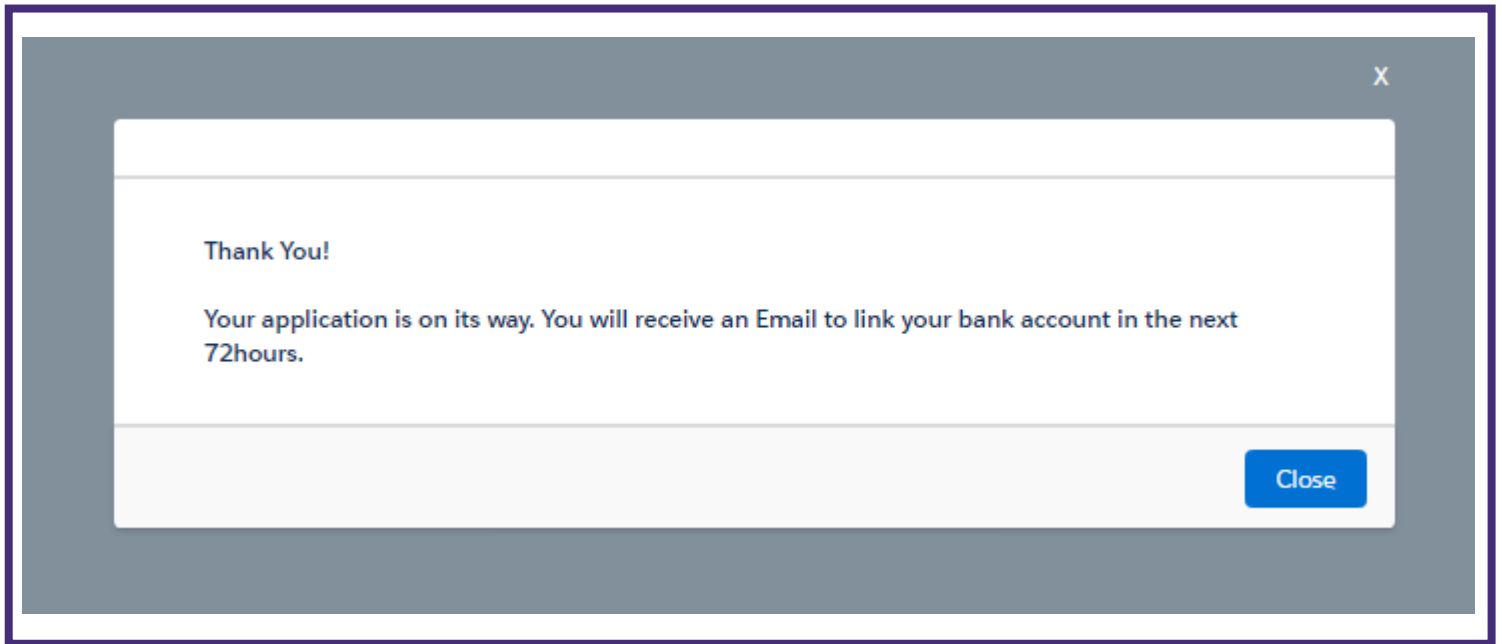 X
Thank You!
Your application is on its way. You will receive an Email to link your bank account in the next
72hours.
Close